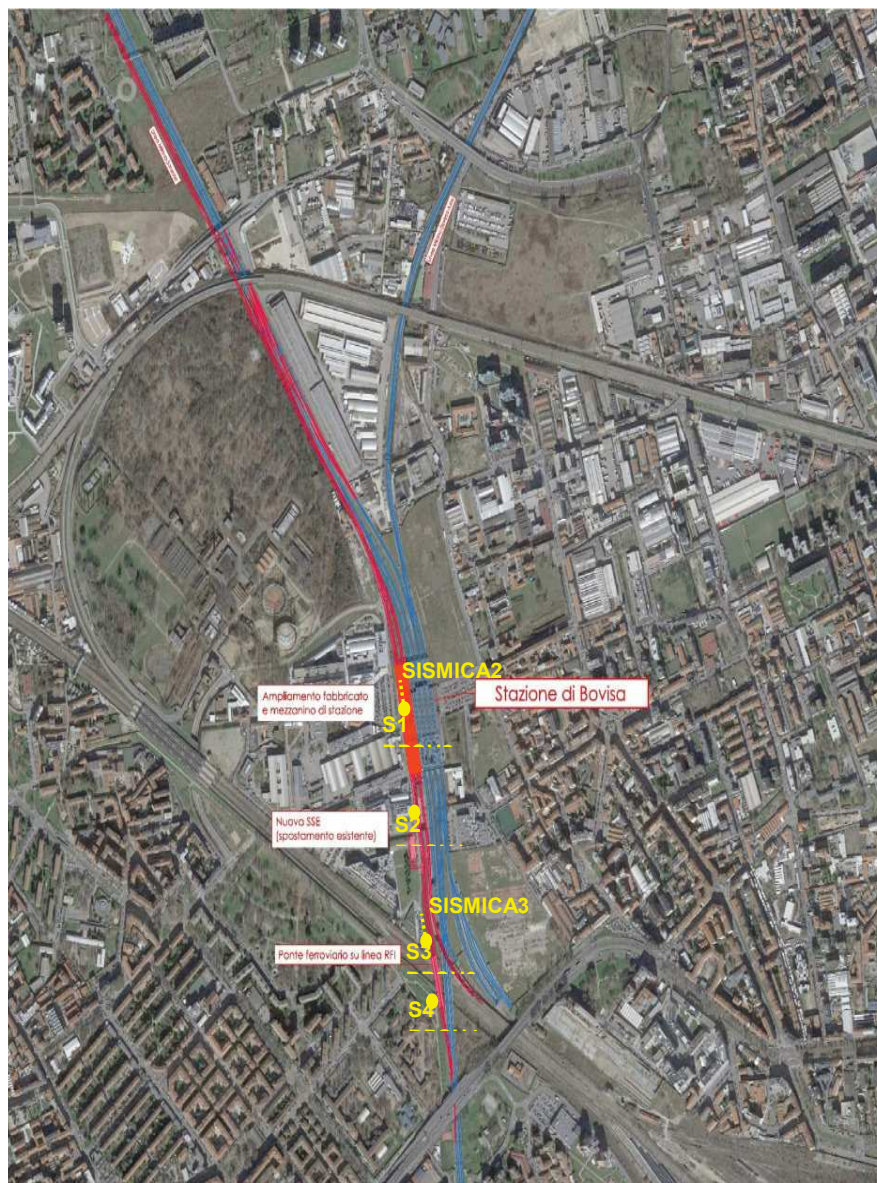 SISMICA2
Ampliamento fabbricato
e mezzanino di stazione
Stazione di Bovisa
S1
Nuova SSE
(spostamento esistente)
S2
SISMICA3
Ponte ferroviario su linea RFI
S3
S4